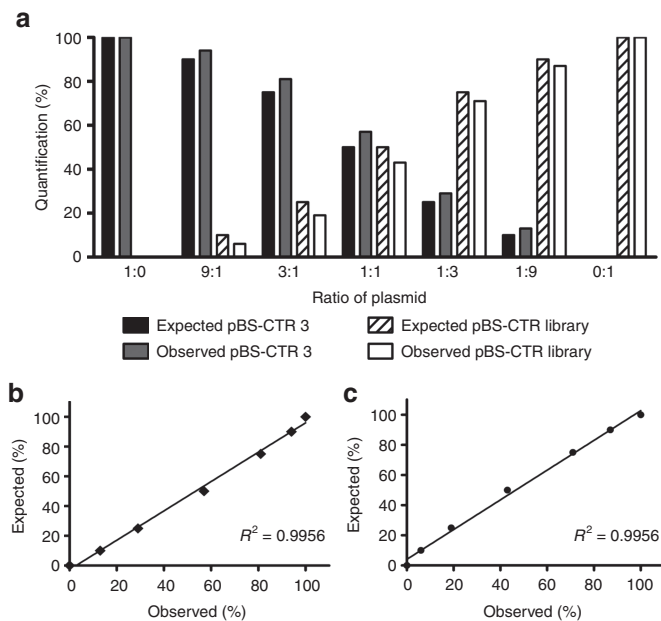 a
100
80
60
40
20
0
Quantification (%)
1:0 9:1 3:1 1:1 1:3 1:9 0:1
Ratio of plasmid
Expected pBS-CTR 3 Expected pBS-CTR library
Observed pBS-CTR 3 Observed pBS-CTR library
b
100
80
60
40
20
0
Expected (%)
R² = 0.9956
0 20 40 60 80 100
Observed (%)
c
100
80
60
40
20
0
Expected (%)
R² = 0.9956
0 20 40 60 80 100
Observed (%)